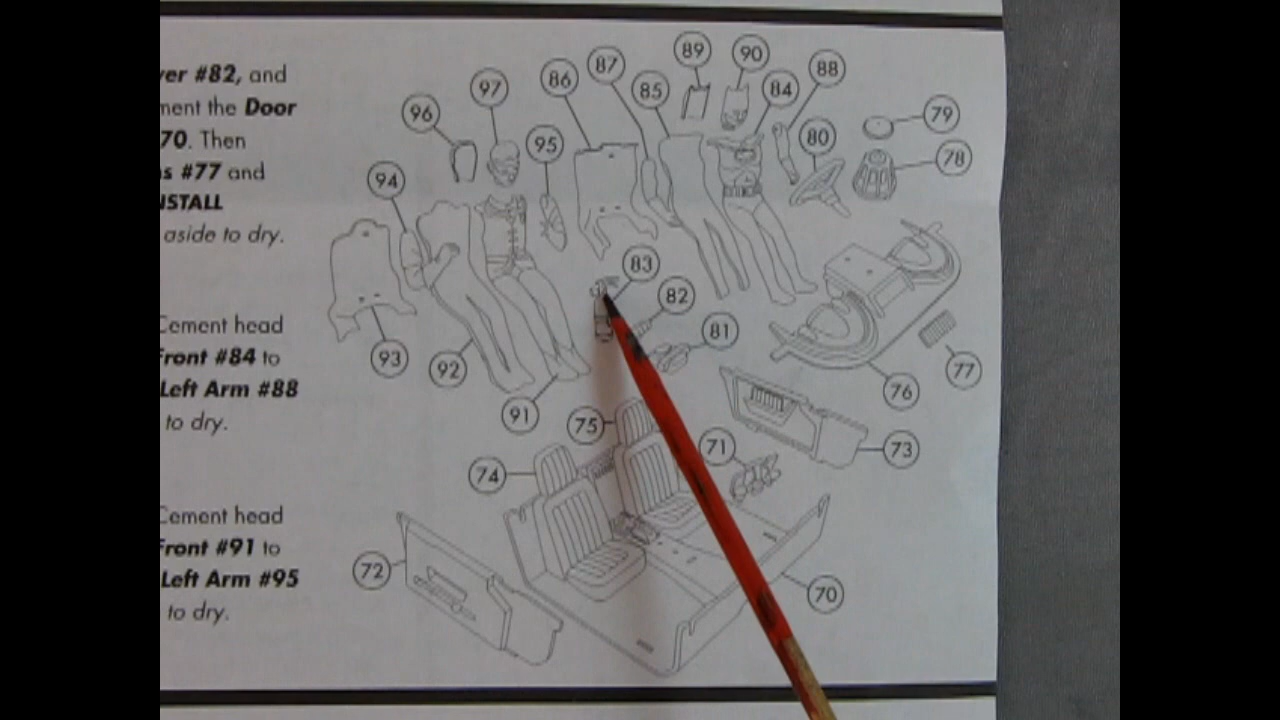 ver #82, and
ment the Door
70. Then
s #77 and
NSTALL
aside to dry.
Cement head
Front #84 to
Left Arm #88
to dry.
Cement head
Front #91 to
Left Arm #95
to dry.
89
90
87
88
86
85
84
97
79
96
95
80
78
94
83
82
81
93
92
77
76
91
75
71
73
74
72
70